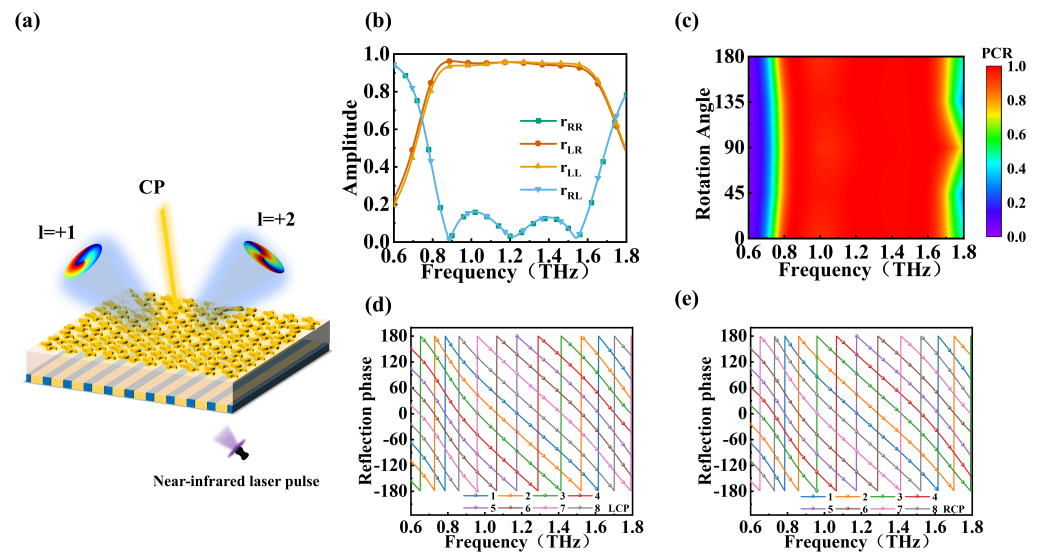 (a)
CP
l=+1
l=+2
Near-infrared laser pulse
(b)
Amplitude
1.0
0.8
0.6
0.4
0.2
0.0
r_RR
r_LR
r_LL
r_RL
0.6 0.8 1.0 1.2 1.4 1.6 1.8
Frequency（THz）
(c)
Rotation Angle
180
135
90
45
0
0.6 0.8 1.0 1.2 1.4 1.6 1.8
Frequency（THz）
PCR
1.0
0.8
0.6
0.4
0.2
0.0
(d)
Reflection phase
180
120
60
0
-60
-120
-180
1 2 3 4
5 6 7 8 LCP
0.6 0.8 1.0 1.2 1.4 1.6 1.8
Frequency（THz）
(e)
Reflection phase
180
120
60
0
-60
-120
-180
1 2 3 4
5 6 7 8 RCP
0.6 0.8 1.0 1.2 1.4 1.6 1.8
Frequency（THz）